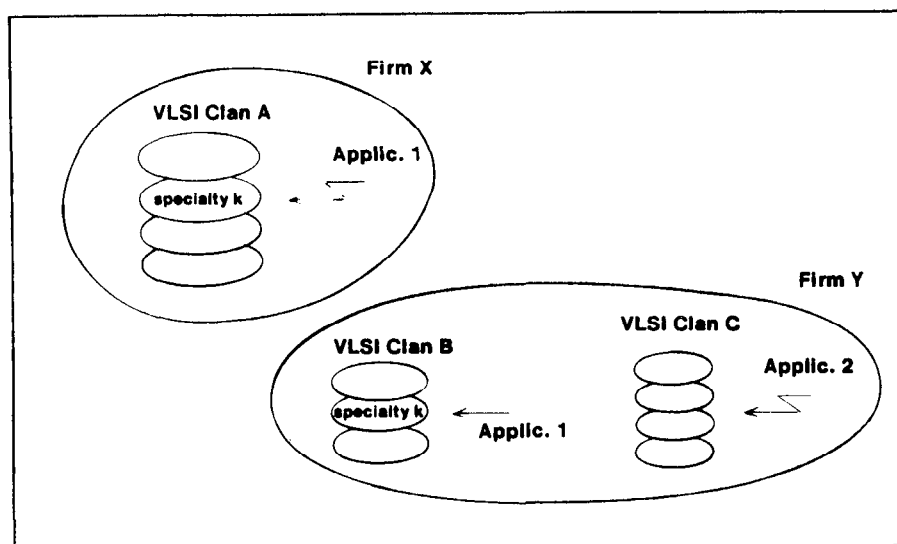 Firm X
VLSI Clan A
Applic. 1
specialty k
Firm Y
VLSI Clan C
VLSI Clan B
Applic. 2
specialty k
Applic. 1